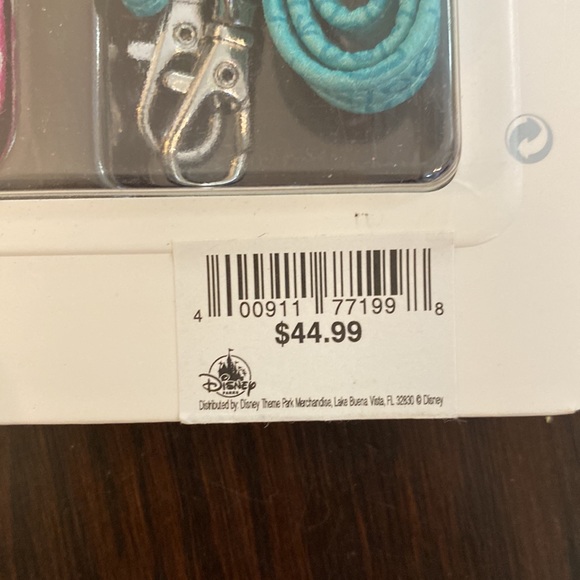 4 00911 77199 8
$44.99
Disney
PARKS
Distributed by: Disney Theme Park Merchandise, Lake Buena Vista, FL 32830 © Disney